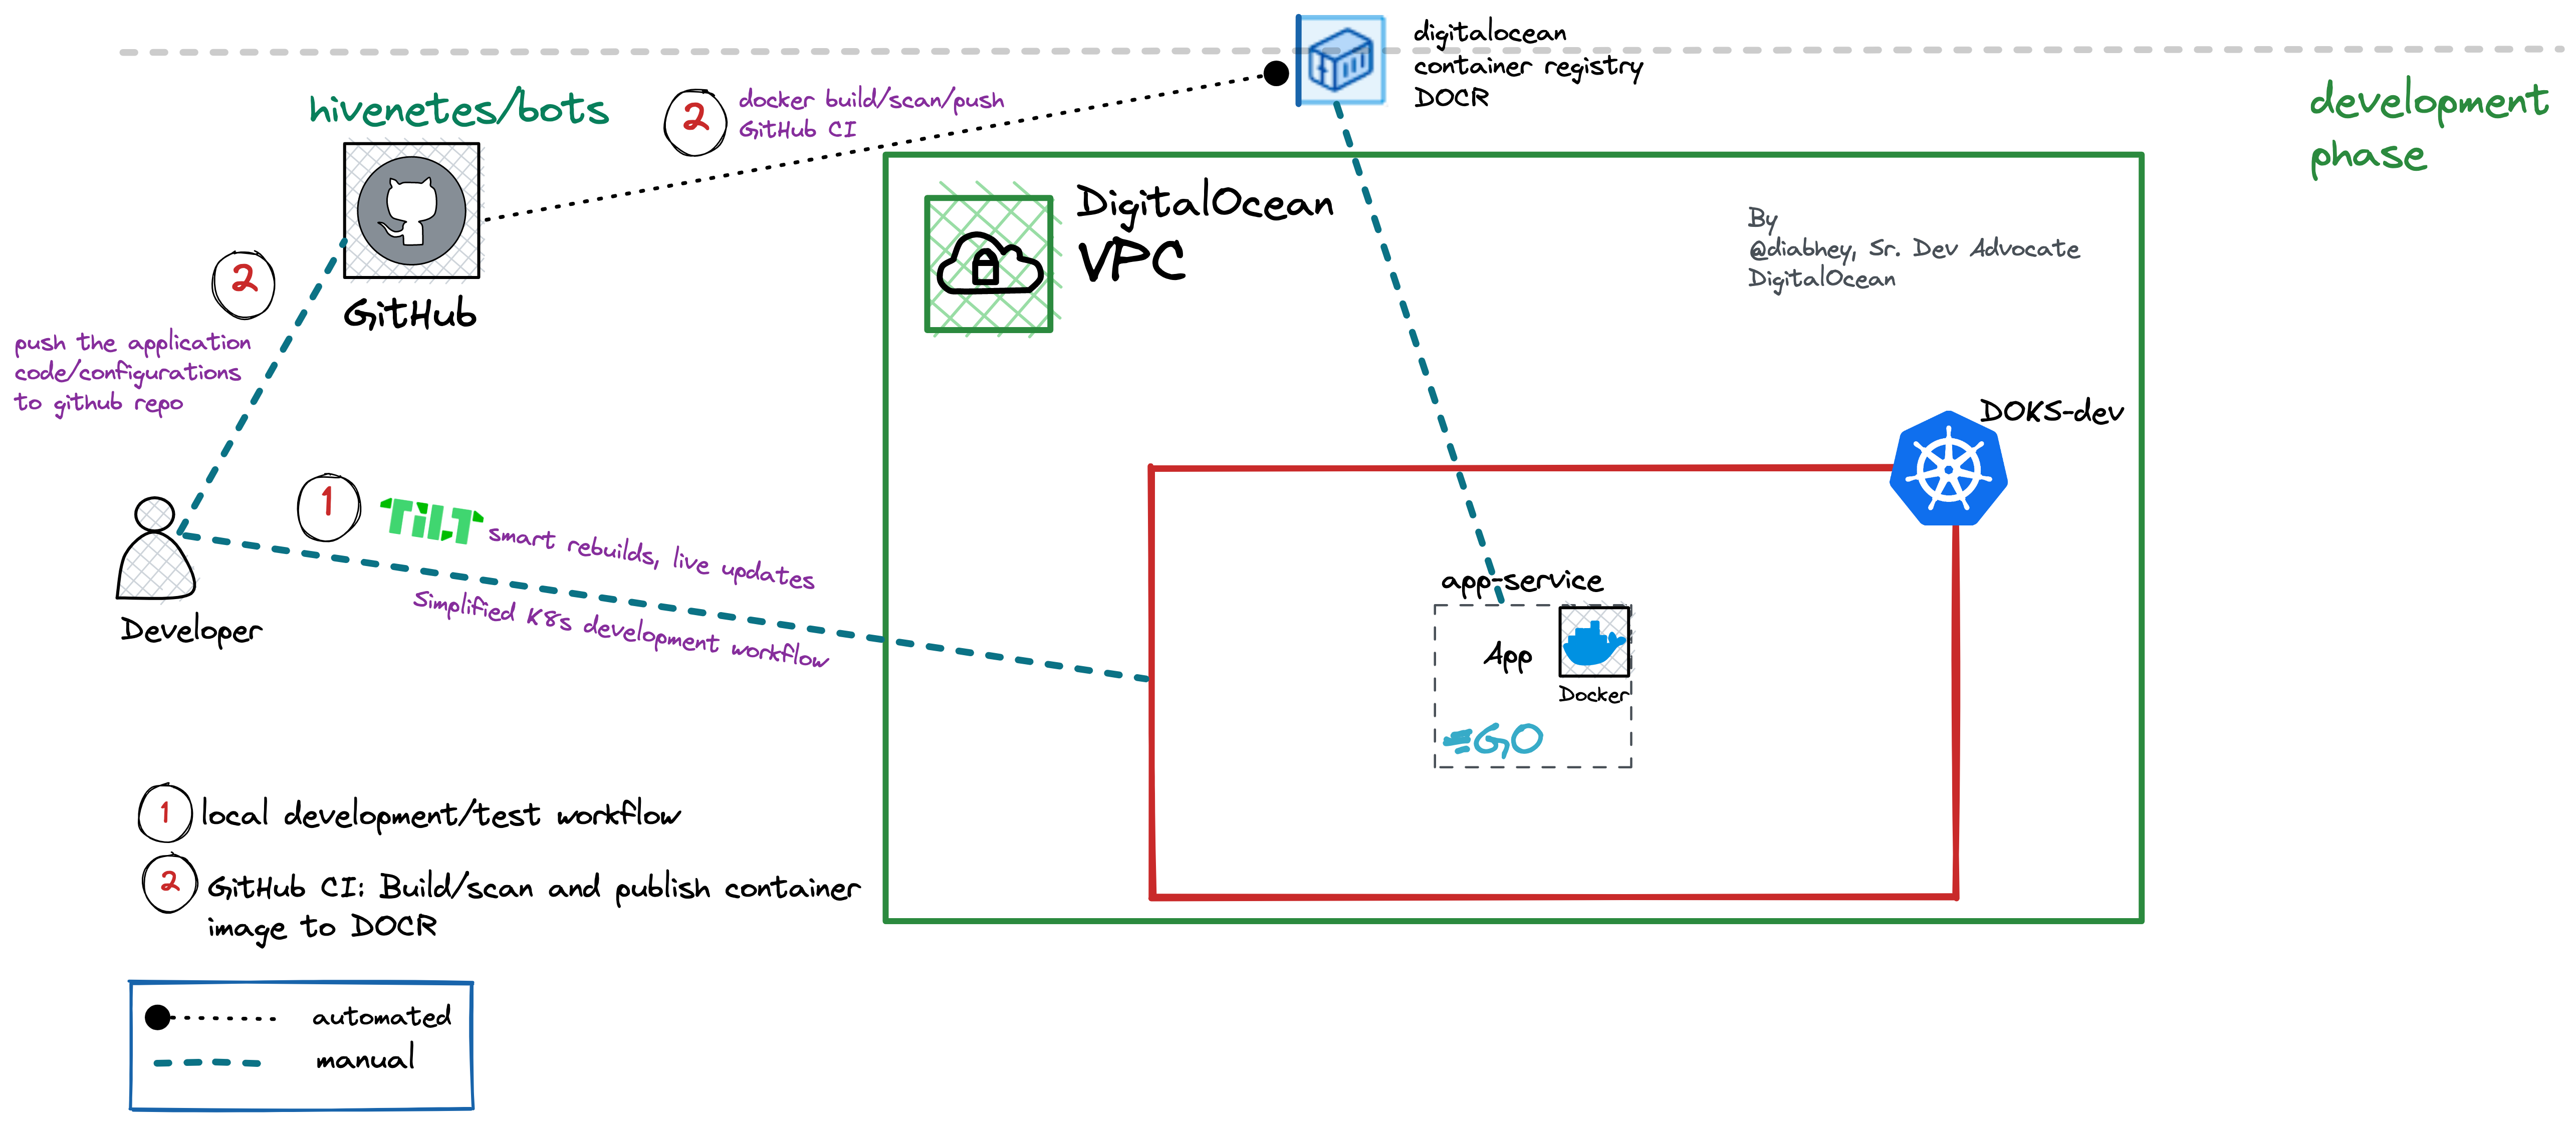 digitalocean
container registry
DOCR
development
phase
hivenetes/bots
2
docker build/scan/push
GitHub CI
GitHub
DigitalOcean
VPC
By
@diabhey, Sr. Dev Advocate
DigitalOcean
2
push the application
code/configurations
to github repo
DOKS-dev
1
TILT
smart rebuilds, live updates
Simplified K8s development workflow
Developer
app-service
App
Docker
GO
1
local development/test workflow
2
GitHub CI: Build/scan and publish container
image to DOCR
automated
manual